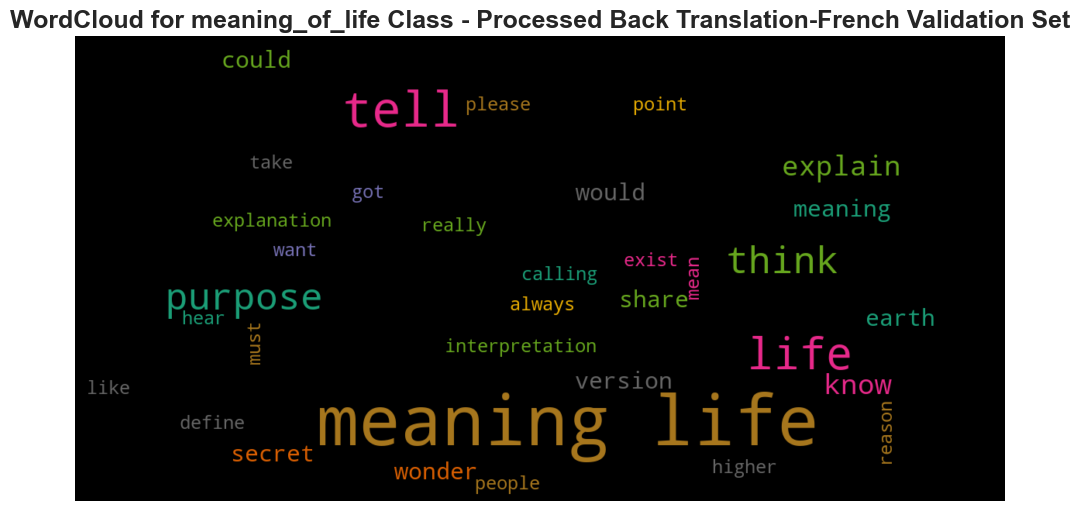 WordCloud for meaning_of_life Class - Processed Back Translation-French Validation Set
could
tell
please
point
take
explain
got
would
meaning
explanation
really
want
exist
think
calling
mean
purpose
always
share
hear
earth
must
interpretation
life
version
know
like
meaning life
define
reason
secret
wonder
higher
people